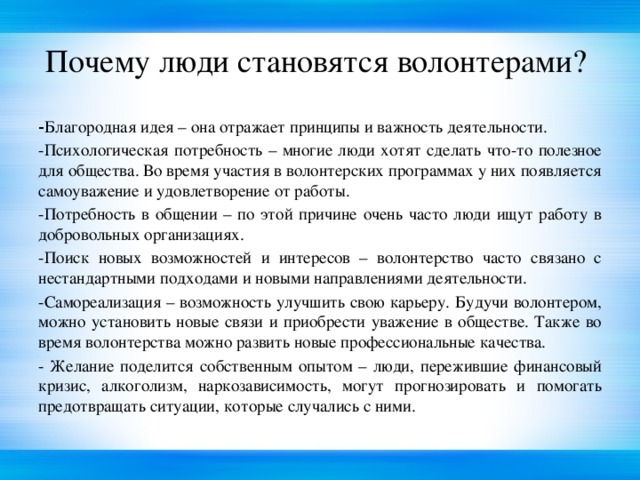 Почему люди становятся волонтерами?
-Благородная идея – она отражает принципы и важность деятельности.
-Психологическая потребность – многие люди хотят сделать что-то полезное
для общества. Во время участия в волонтерских программах у них появляется
самоуважение и удовлетворение от работы.
-Потребность в общении – по этой причине очень часто люди ищут работу в
добровольных организациях.
-Поиск новых возможностей и интересов – волонтерство часто связано с
нестандартными подходами и новыми направлениями деятельности.
-Самореализация – возможность улучшить свою карьеру. Будучи волонтером,
можно установить новые связи и приобрести уважение в обществе. Также во
время волонтерства можно развить новые профессиональные качества.
- Желание поделится собственным опытом – люди, пережившие финансовый
кризис, алкоголизм, наркозависимость, могут прогнозировать и помогать
предотвращать ситуации, которые случались с ними.